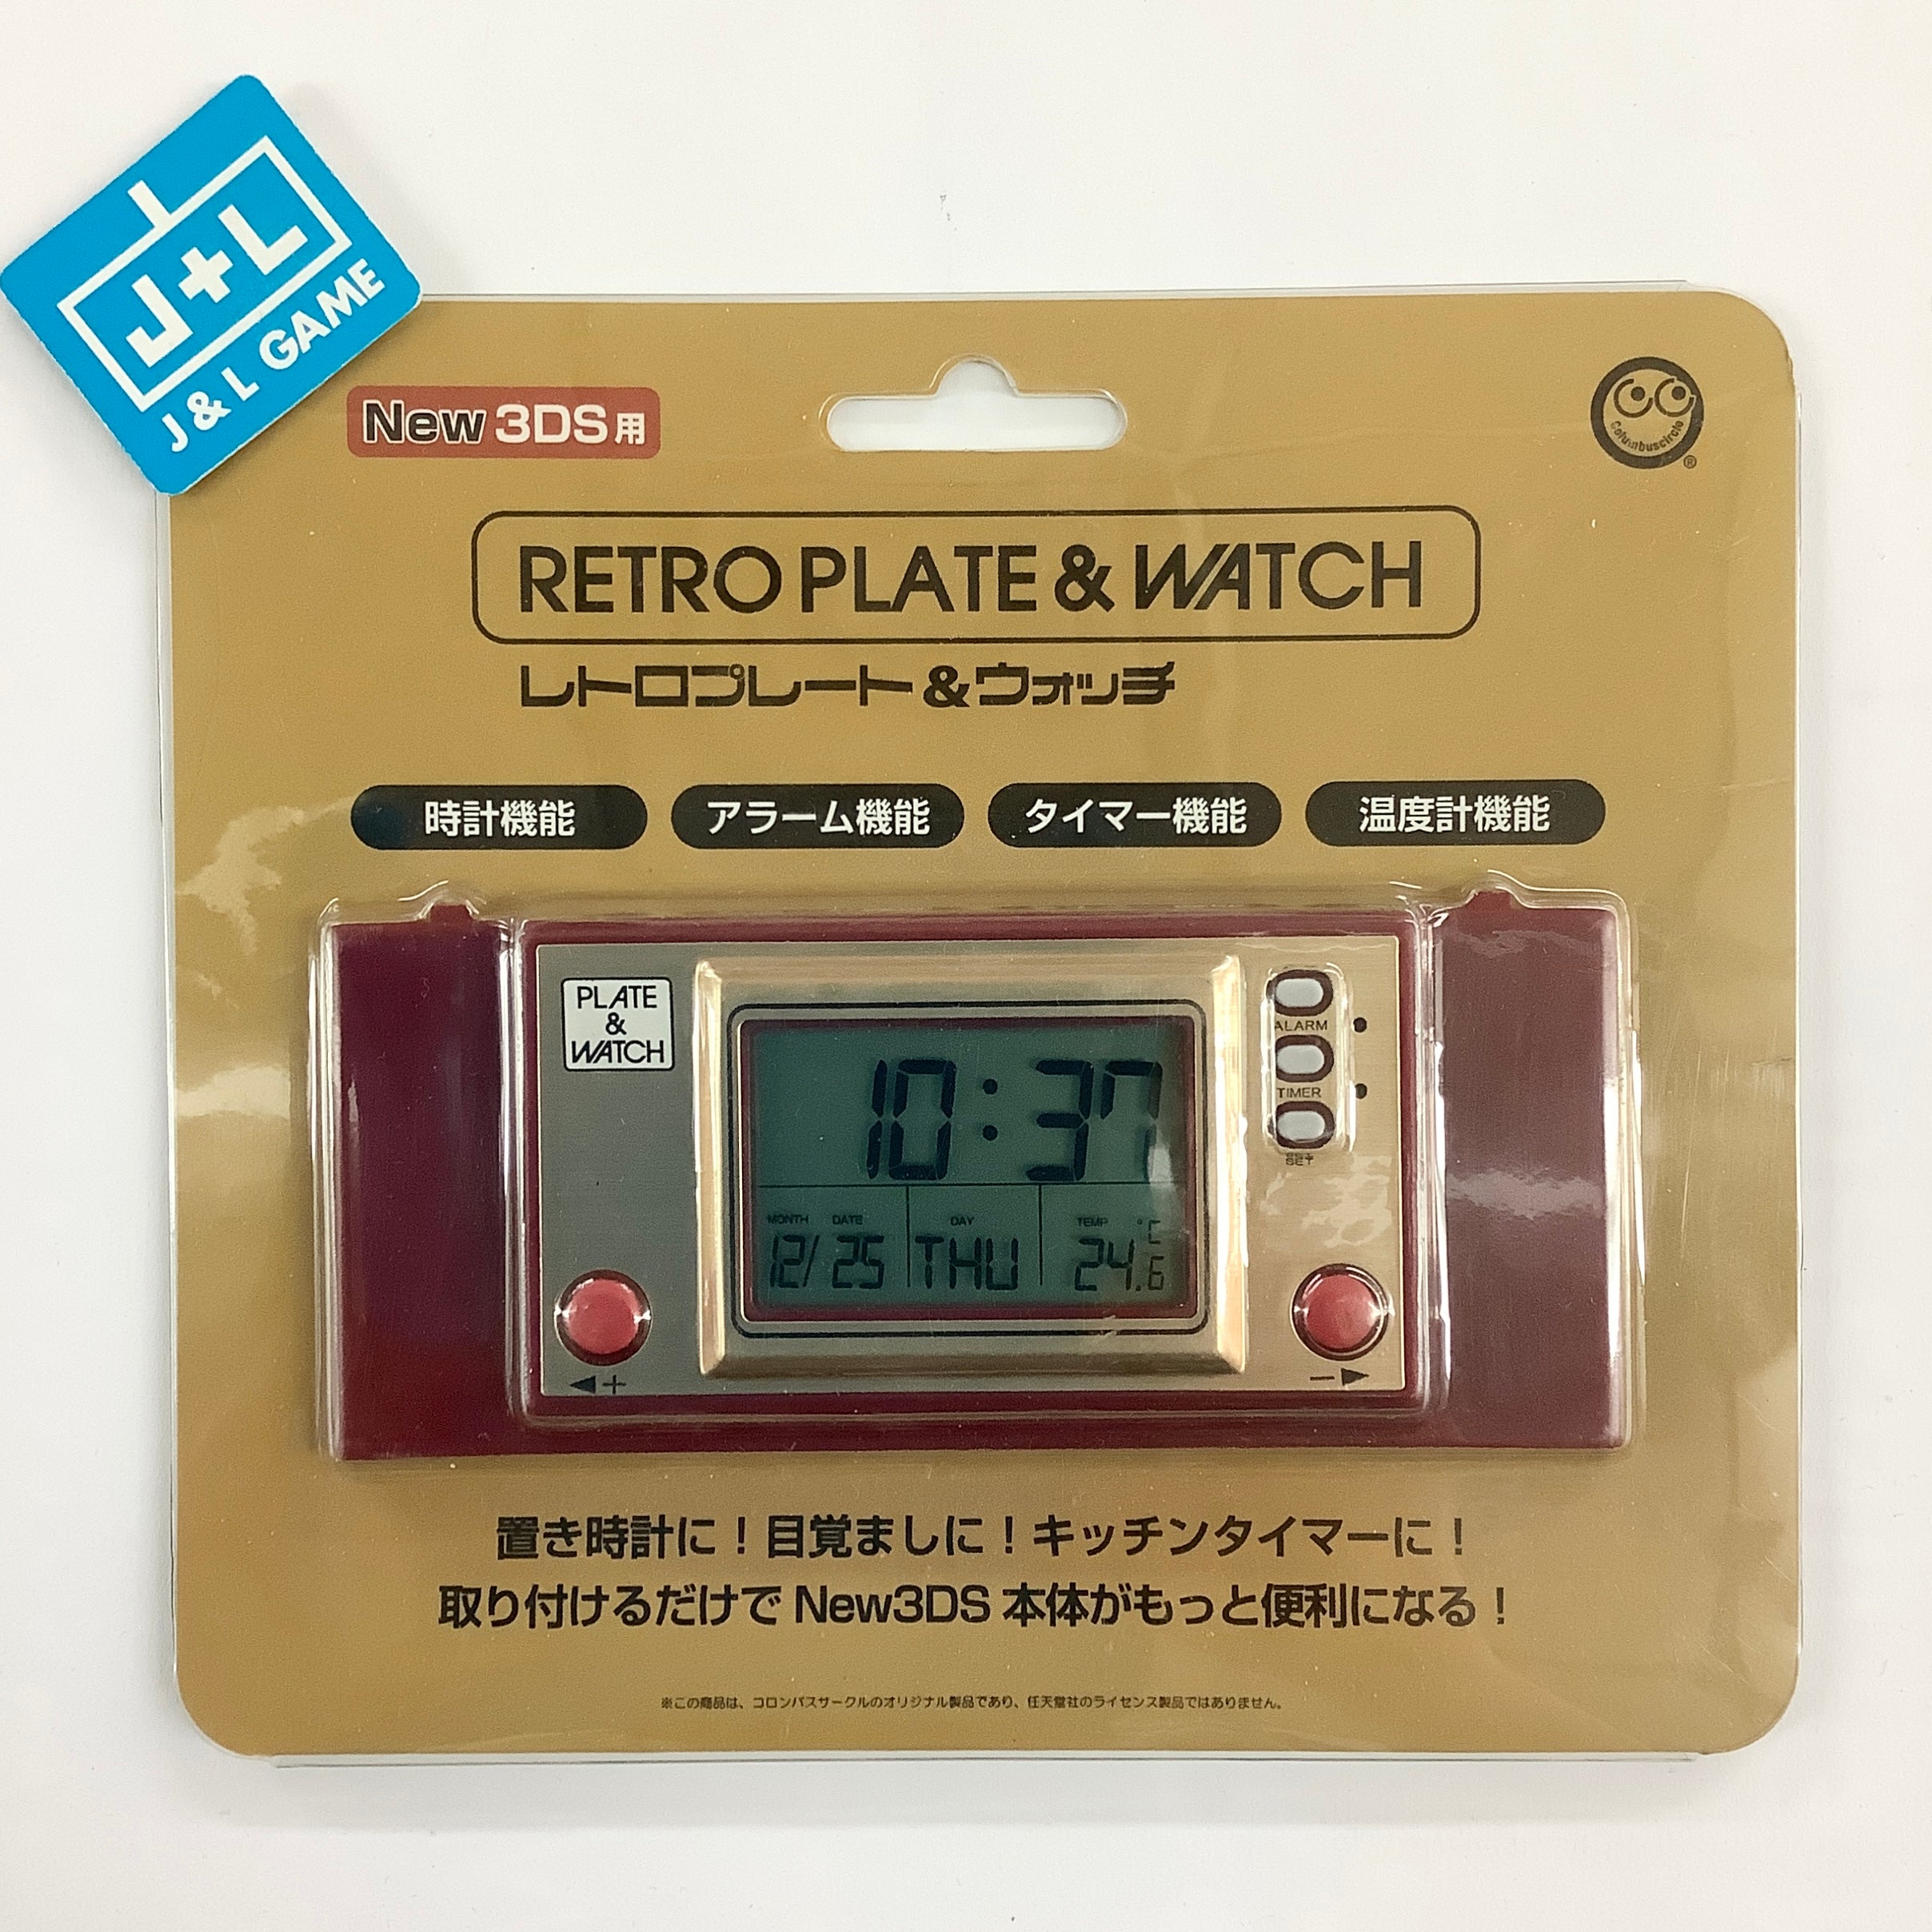 J+L
J & L GAME
New 3DS用
Columbuscircle
®
RETRO PLATE & WATCH
レトロプレート&ウォッチ
時計機能 アラーム機能 タイマー機能 温度計機能
PLATE
&
WATCH
ALARM
TIMER
SET
10:37
MONTH DATE DAY TEMP ℃
12/25 THU 24.6
◀+ −▶
置き時計に！目覚ましに！キッチンタイマーに！
取り付けるだけで New3DS 本体がもっと便利になる！
※この商品は、コロンバスサークルのオリジナル製品であり、任天堂社のライセンス製品ではありません。